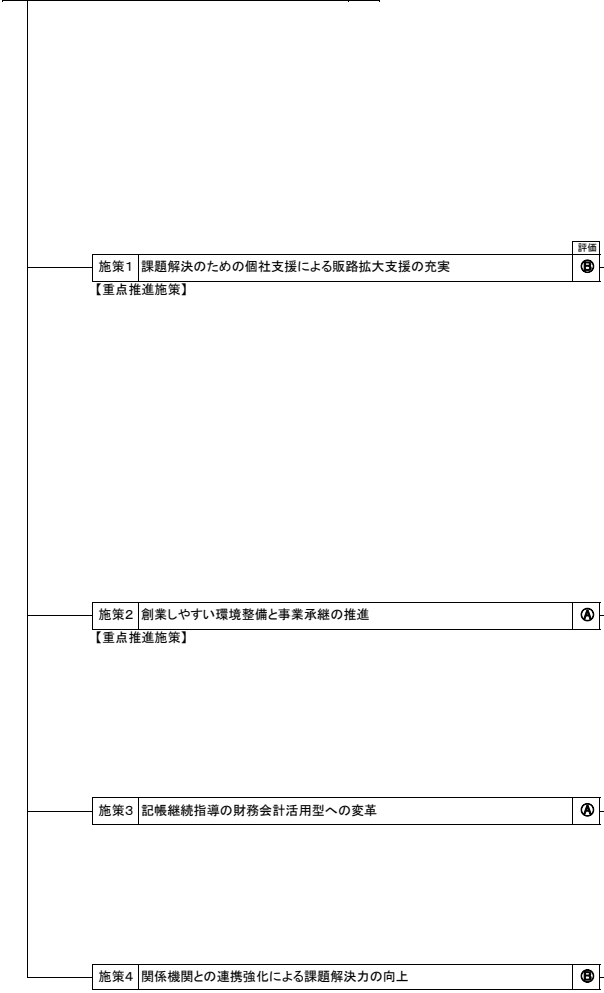 評価
施策1 課題解決のための個社支援による販路拡大支援の充実 Ⓑ
【重点推進施策】
施策2 創業しやすい環境整備と事業承継の推進 Ⓐ
【重点推進施策】
施策3 記帳継続指導の財務会計活用型への変革 Ⓐ
施策4 関係機関との連携強化による課題解決力の向上 Ⓑ